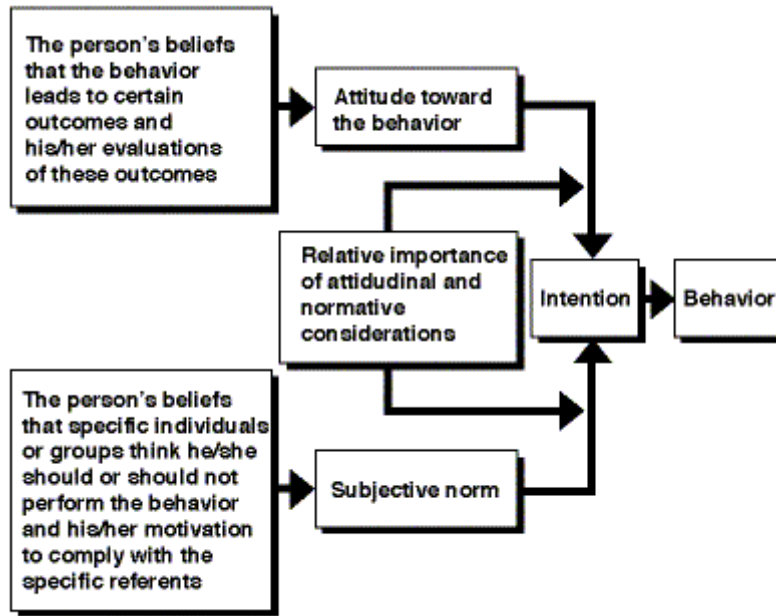 The person's beliefs
that the behavior
leads to certain
outcomes and
his/her evaluations
of these outcomes
Attitude toward
the behavior
Relative importance
of attidudinal and
normative
considerations
Intention
Behavior
The person's beliefs
that specific individuals
or groups think he/she
should or should not
perform the behavior
and his/her motivation
to comply with the
specific referents
Subjective norm